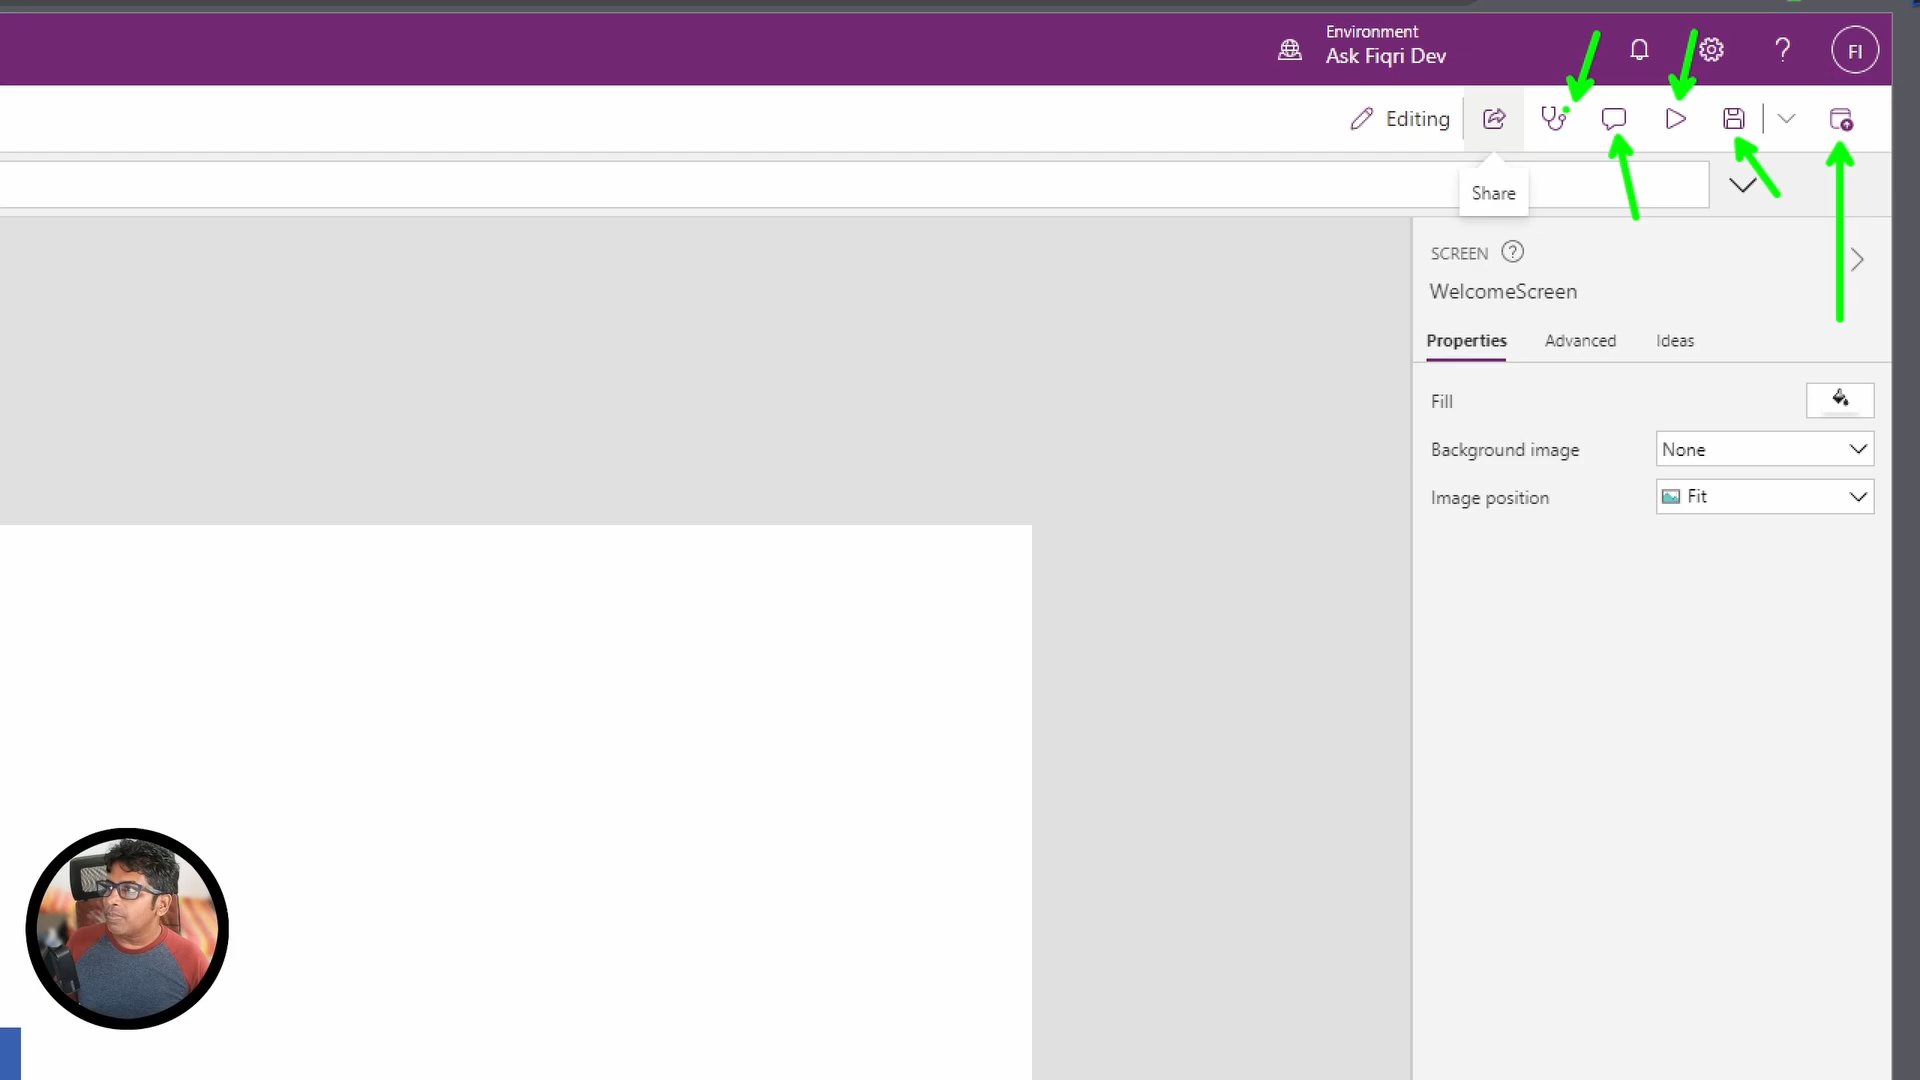 Environment
Ask Fiqri Dev
FI
Editing
Share
SCREEN
WelcomeScreen
Properties Advanced Ideas
Fill
Background image None
Image position Fit